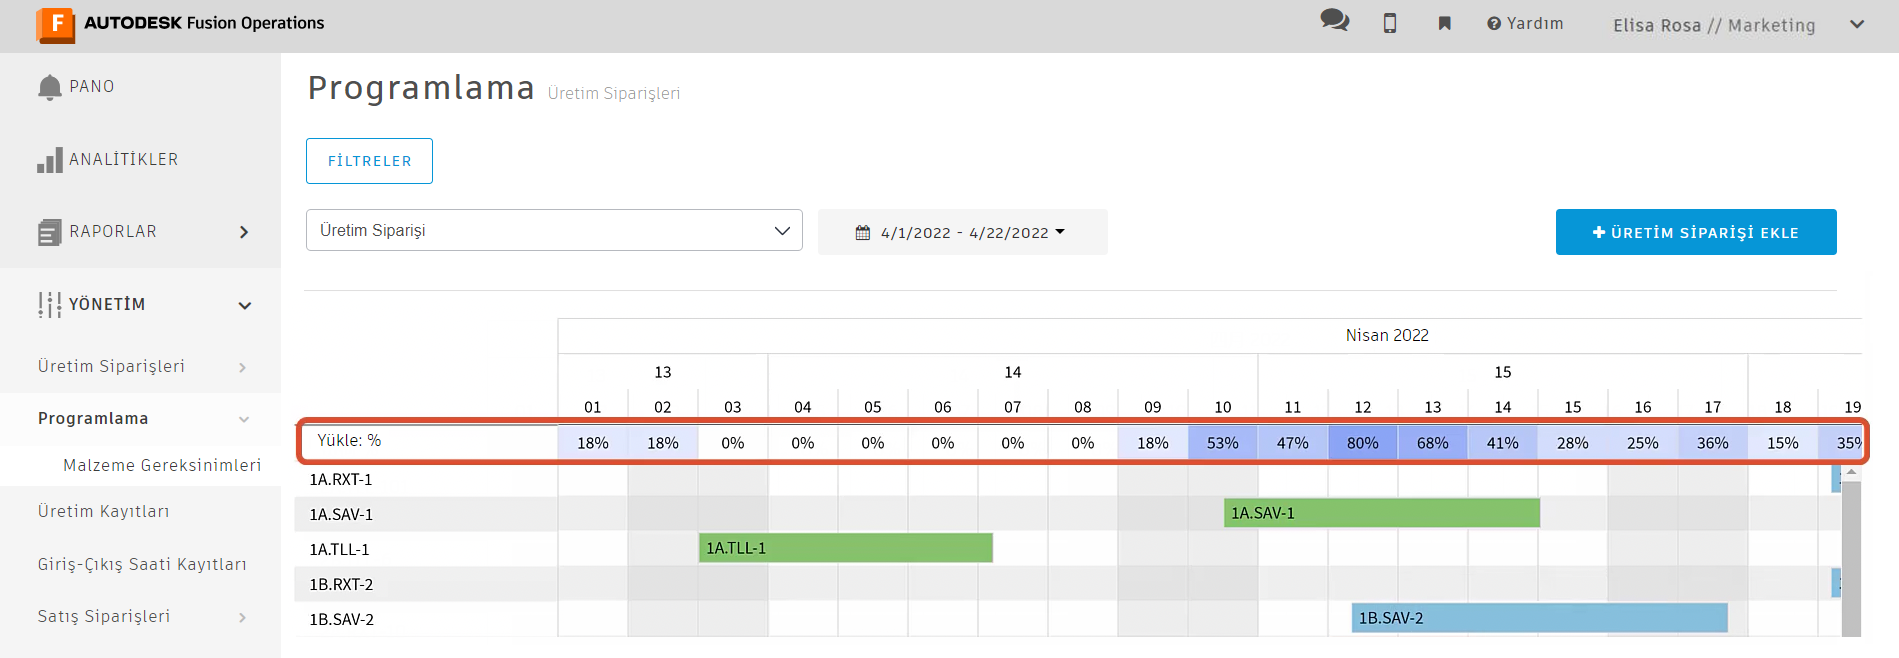 F AUTODESK Fusion Operations
Yardım
Elisa Rosa // Marketing
PANO
ANALİTİKLER
RAPORLAR
YÖNETİM
Üretim Siparişleri
Programlama
Malzeme Gereksinimleri
Üretim Kayıtları
Giriş-Çıkış Saati Kayıtları
Satış Siparişleri
Programlama Üretim Siparişleri
FİLTRELER
Üretim Siparişi
4/1/2022 - 4/22/2022
ÜRETİM SİPARİŞİ EKLE
Nisan 2022
13 14 15
01 02 03 04 05 06 07 08 09 10 11 12 13 14 15 16 17 18 19
Yükle: % 18% 18% 0% 0% 0% 0% 0% 0% 18% 53% 47% 80% 68% 41% 28% 25% 36% 15% 35%
1A.RXT-1
1A.SAV-1 1A.SAV-1
1A.TLL-1 1A.TLL-1
1B.RXT-2
1B.SAV-2 1B.SAV-2